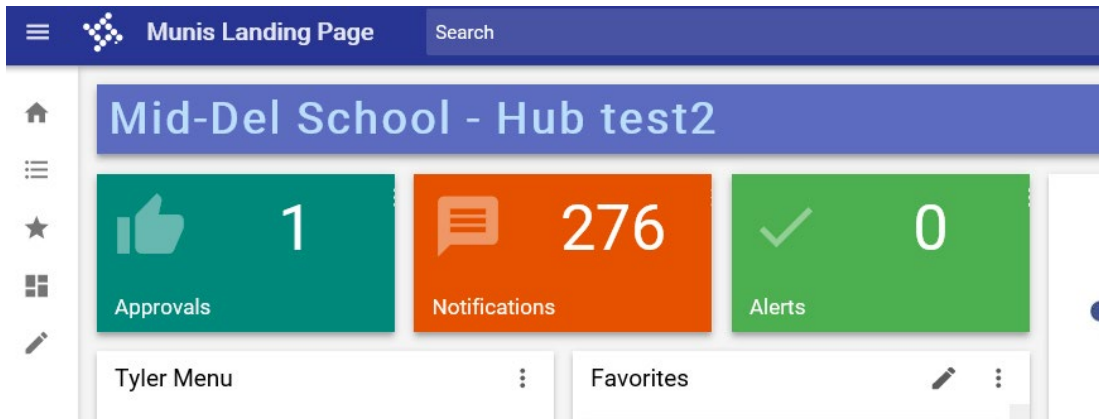 Munis Landing Page
Search
Mid-Del School - Hub test2
1
Approvals
276
Notifications
0
Alerts
Tyler Menu
Favorites